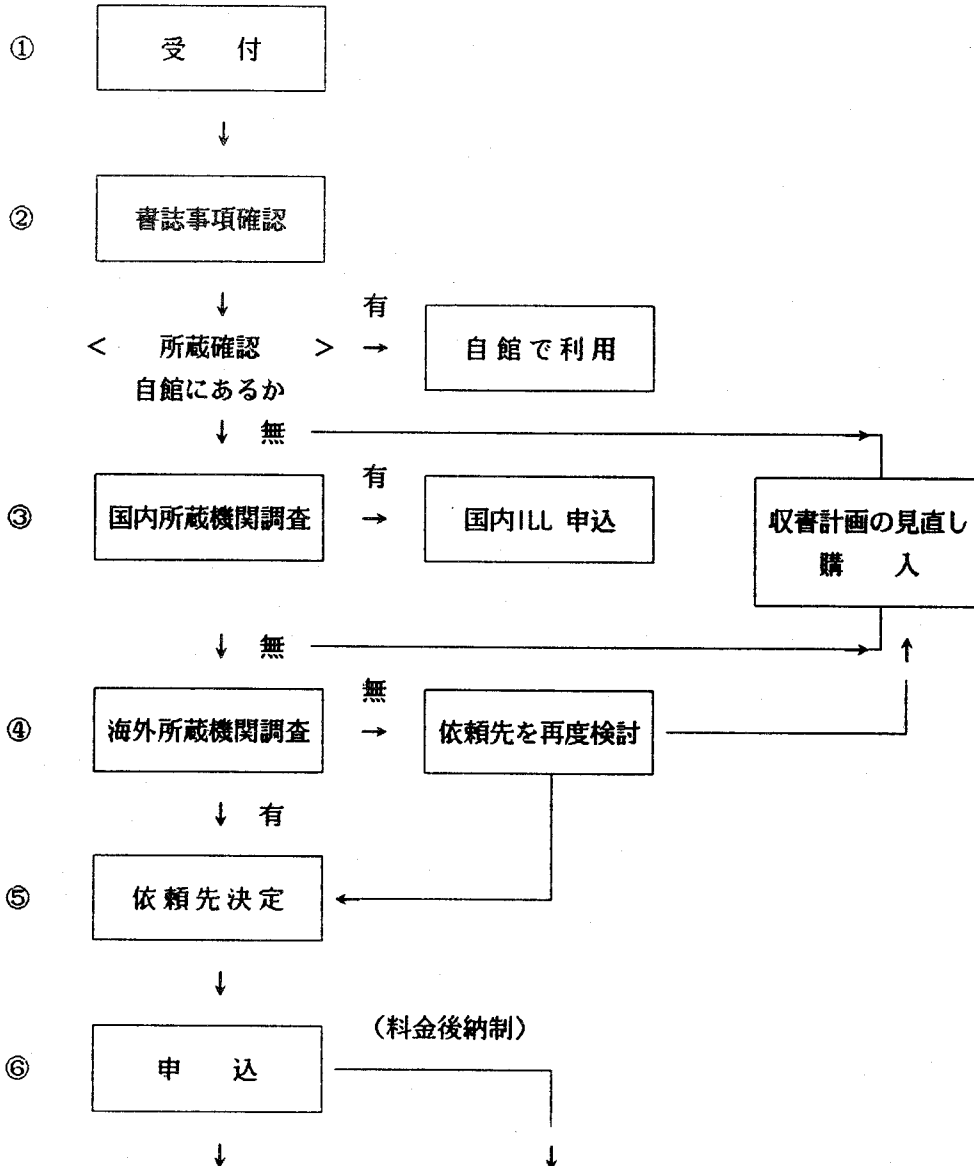 ① 受 付
↓
② 書誌事項確認
↓ 有
< 所蔵確認 > → 自館で利用
自館にあるか
↓ 無
有
③ 国内所蔵機関調査 → 国内ILL 申込 収書計画の見直し
購 入
↓ 無 ↑
無
④ 海外所蔵機関調査 → 依頼先を再度検討
↓ 有
⑤ 依頼先決定
↓
(料金後納制)
⑥ 申 込
↓ ↓